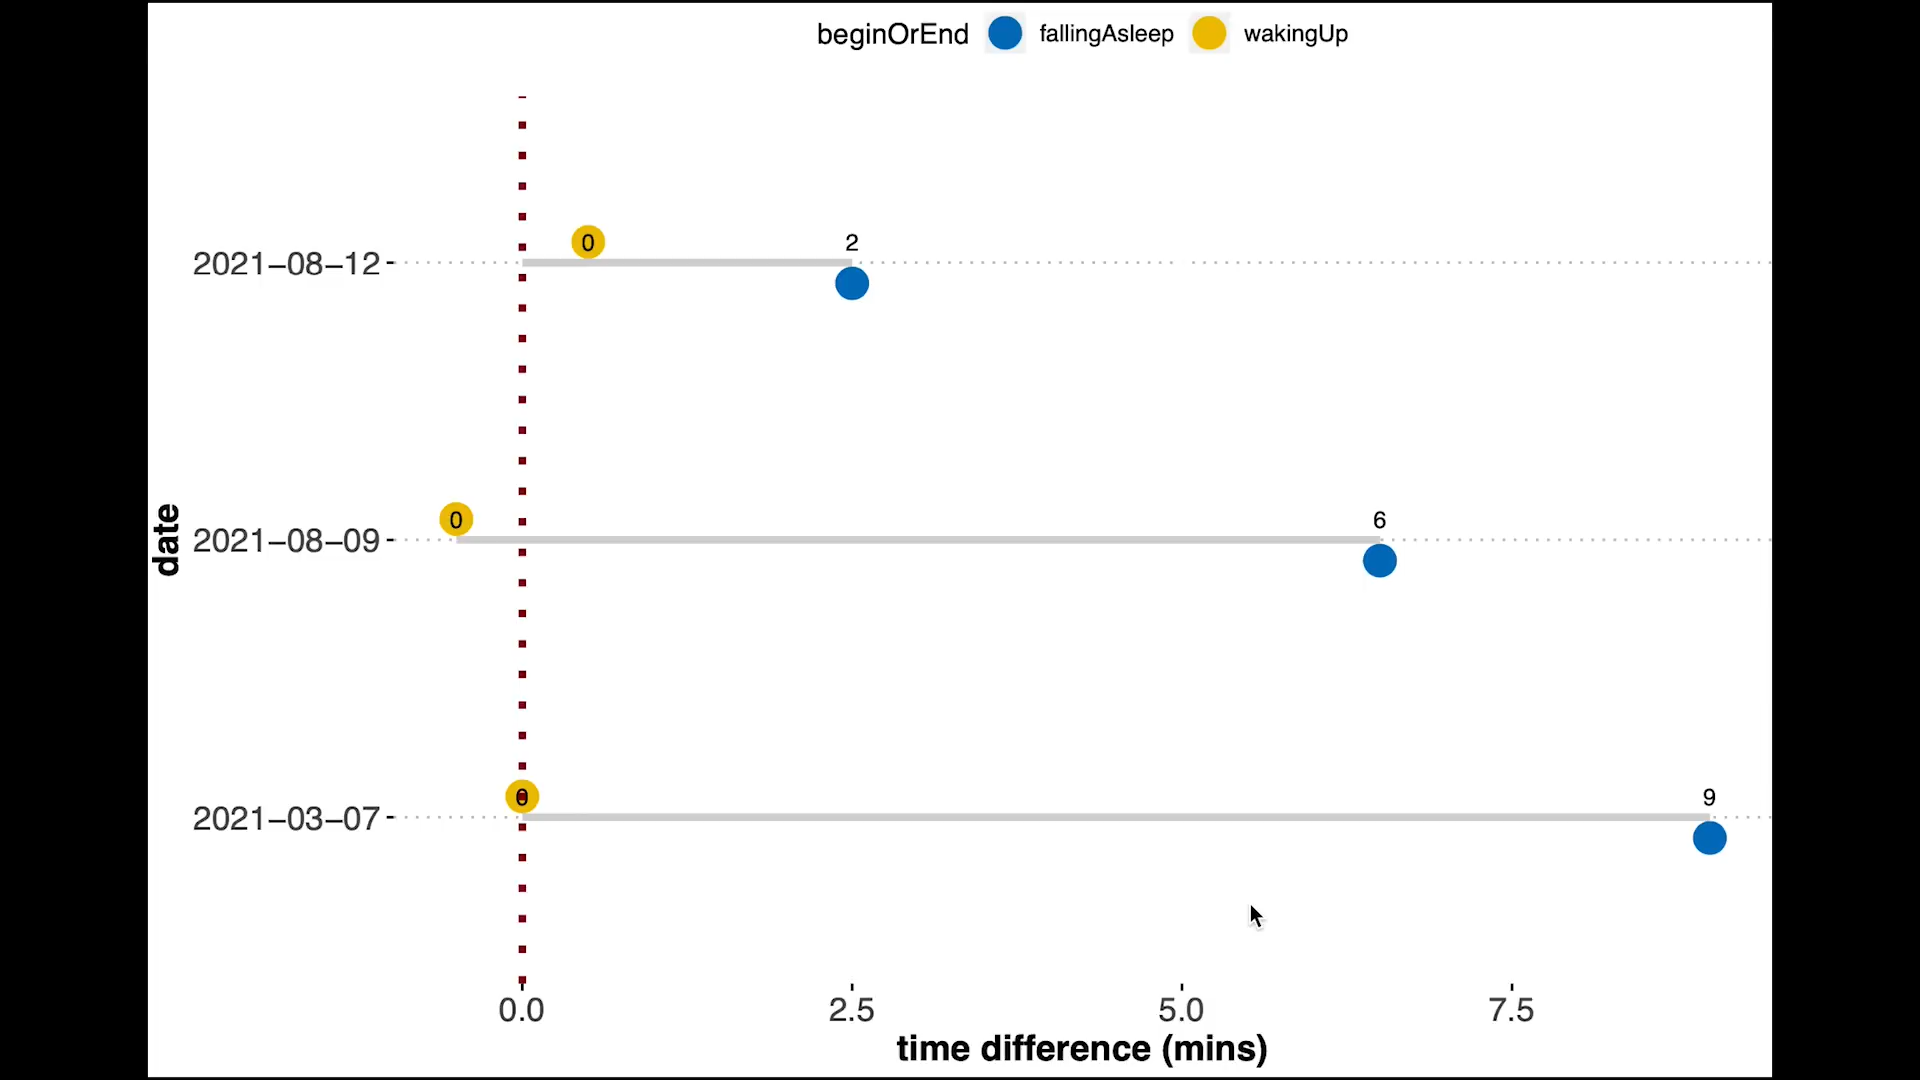 beginOrEnd fallingAsleep wakingUp
0 2
2021–08–12
0 6
2021–08–09
date
0 9
2021–03–07
0.0 2.5 5.0 7.5
time difference (mins)